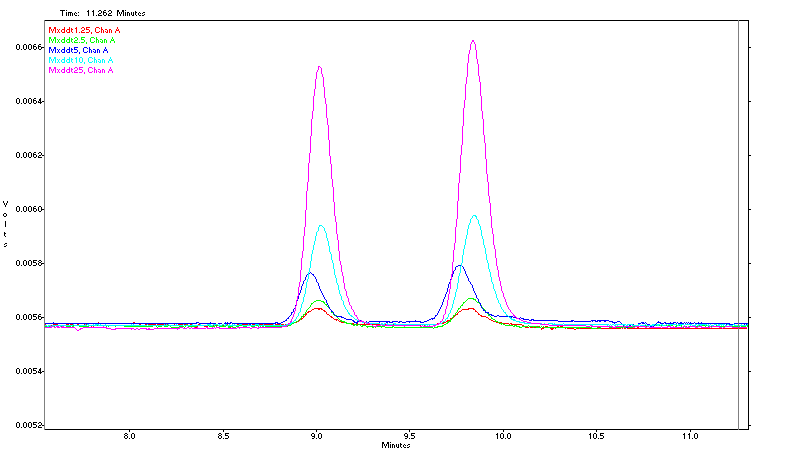 Time: 11.262 Minutes
Mxddt1.25, Chan A
Mxddt2.5, Chan A
Mxddt5, Chan A
Mxddt10, Chan A
Mxddt25, Chan A
0.0066
0.0064
0.0062
0.0060
0.0058
0.0056
0.0054
0.0052
Volts
8.0 8.5 9.0 9.5 10.0 10.5 11.0
Minutes